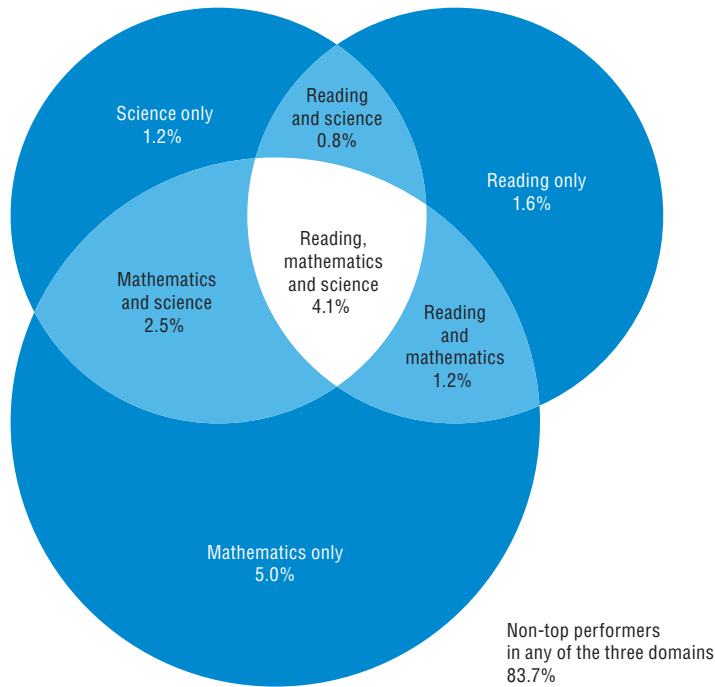 Science only
1.2%
Reading
and science
0.8%
Reading only
1.6%
Mathematics
and science
2.5%
Reading,
mathematics
and science
4.1%
Reading
and
mathematics
1.2%
Mathematics only
5.0%
Non-top performers
in any of the three domains
83.7%